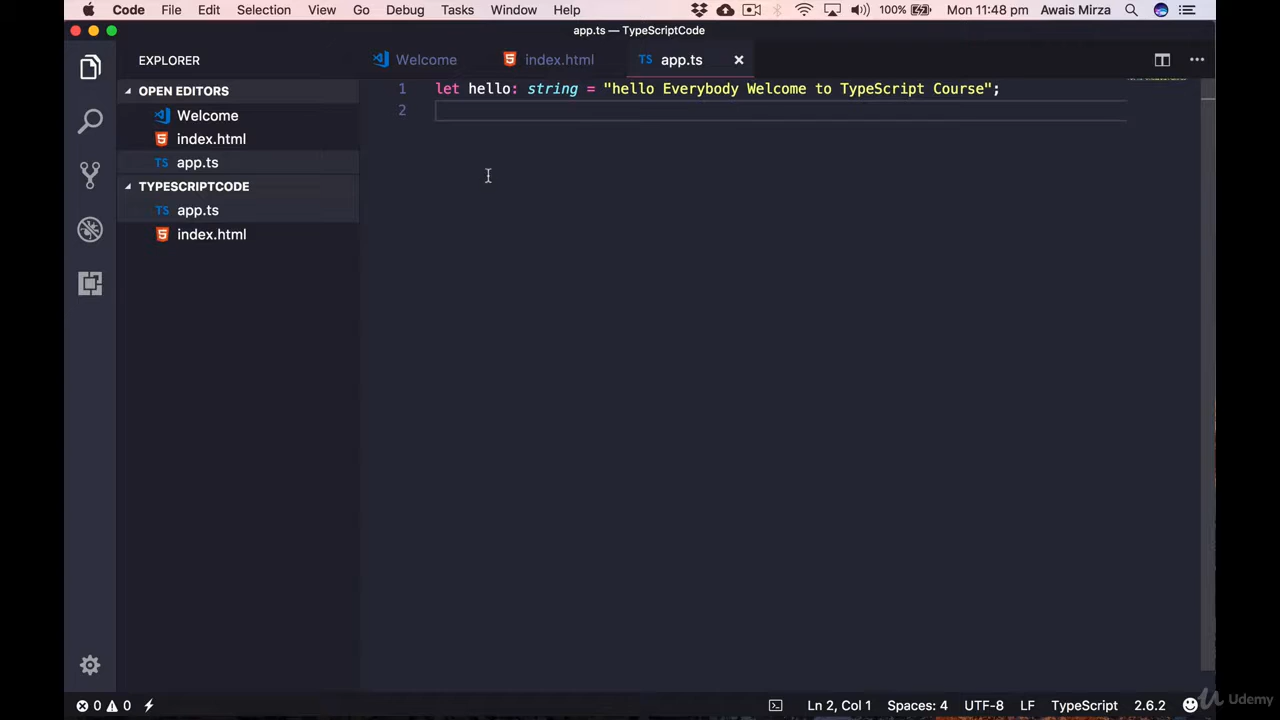 Code File Edit Selection View Go Debug Tasks Window Help 100% Mon 11:48 pm Awais Mirza
app.ts — TypeScriptCode
EXPLORER
Welcome index.html TS app.ts
OPEN EDITORS
Welcome
index.html
TS app.ts
TYPESCRIPTCODE
TS app.ts
index.html
1 let hello: string = "hello Everybody Welcome to TypeScript Course";
2
0 0 Ln 2, Col 1 Spaces: 4 UTF-8 LF TypeScript 2.6.2
Udemy